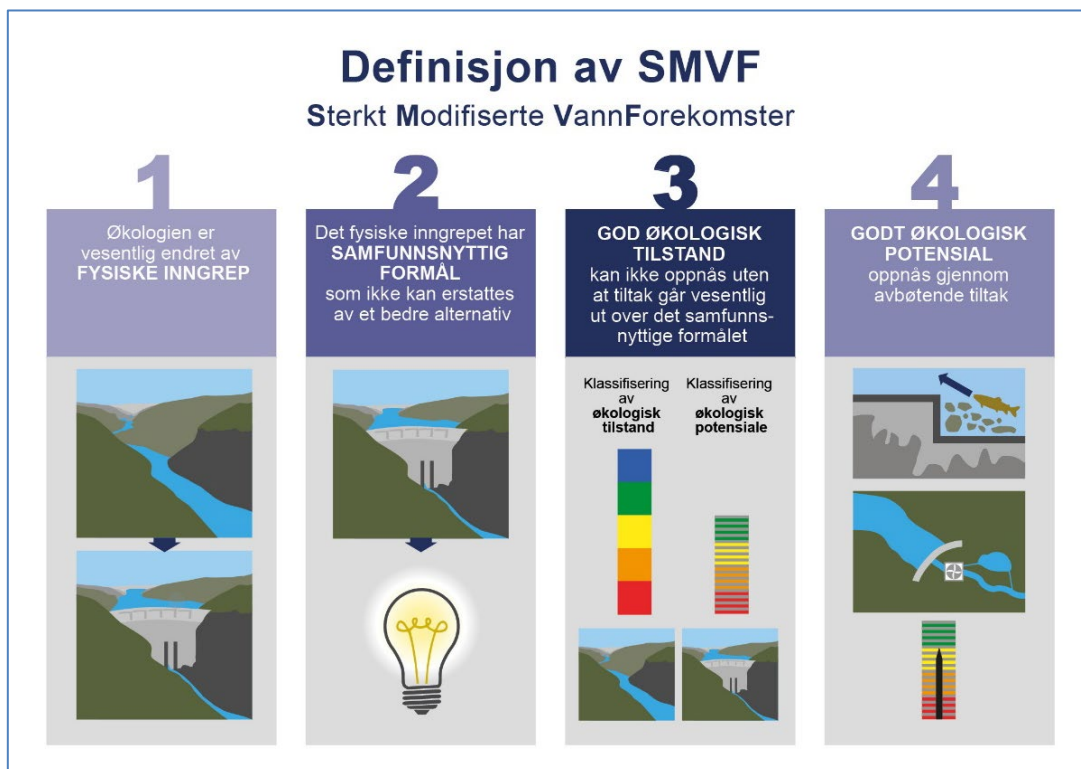 Definisjon av SMVF
Sterkt Modifiserte VannForekomster
1
Økologien er
vesentlig endret av
FYSISKE INNGREP
2
Det fysiske inngrepet har
SAMFUNNSNYTTIG
FORMÅL
som ikke kan erstattes
av et bedre alternativ
3
GOD ØKOLOGISK
TILSTAND
kan ikke oppnås uten
at tiltak går vesentlig
ut over det samfunns-
nyttige formålet
Klassifisering
av
økologisk
tilstand
Klassifisering
av
økologisk
potensiale
4
GODT ØKOLOGISK
POTENSIAL
oppnås gjennom
avbøtende tiltak